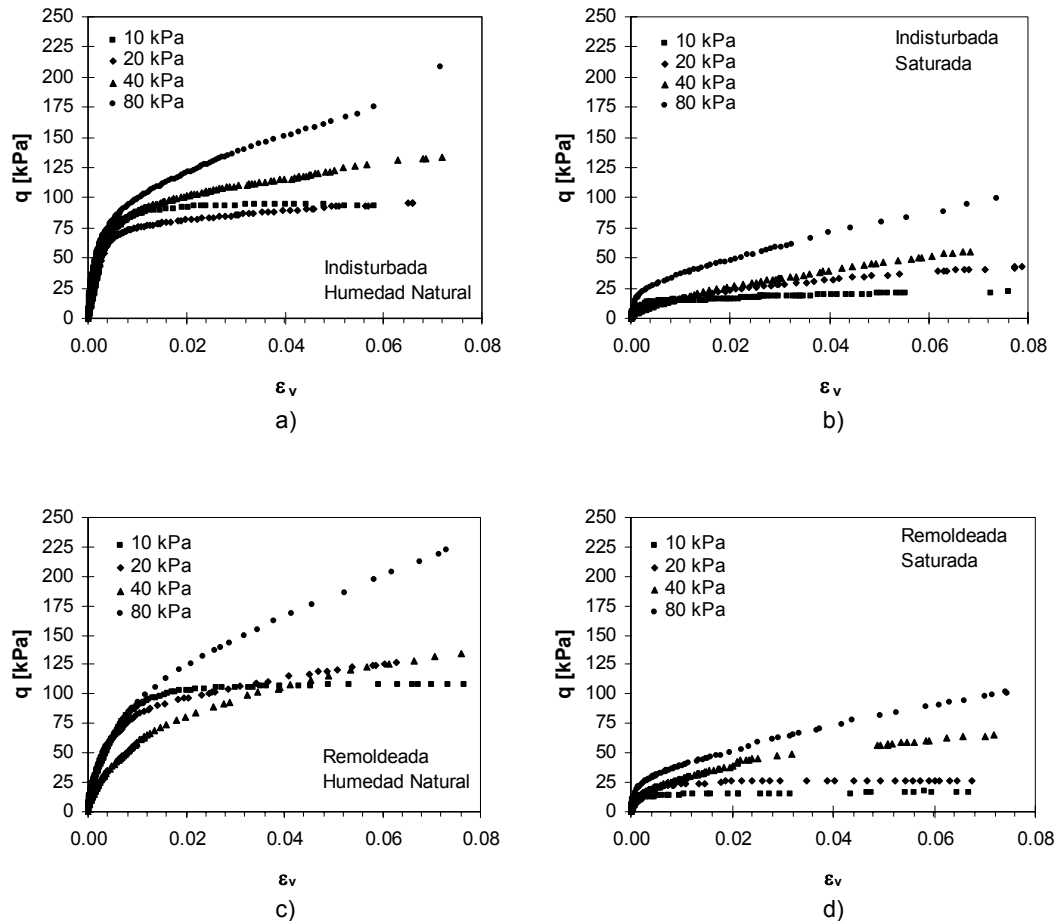 250
225
200
175
150
125
100
75
50
25
0
q [kPa]
10 kPa
20 kPa
40 kPa
80 kPa
Indisturbada
Humedad Natural
0.00 0.02 0.04 0.06 0.08
εv
a)
250
225
200
175
150
125
100
75
50
25
0
q [kPa]
10 kPa
20 kPa
40 kPa
80 kPa
Indisturbada
Saturada
0.00 0.02 0.04 0.06 0.08
εv
b)
250
225
200
175
150
125
100
75
50
25
0
q [kPa]
10 kPa
20 kPa
40 kPa
80 kPa
Remoldeada
Humedad Natural
0.00 0.02 0.04 0.06 0.08
εv
c)
250
225
200
175
150
125
100
75
50
25
0
q [kPa]
10 kPa
20 kPa
40 kPa
80 kPa
Remoldeada
Saturada
0.00 0.02 0.04 0.06 0.08
εv
d)